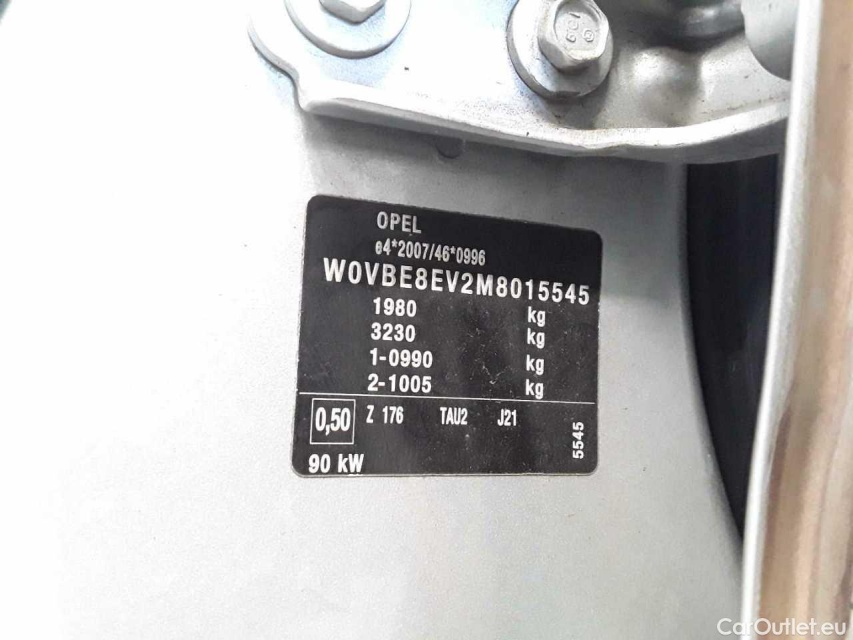 OPEL
e4*2007/46*0996
W0VBE8EV2M8015545
1980 kg
3230 kg
1-0990 kg
2-1005 kg
0,50 Z 176 TAU2 J21
5545
90 kW
CarOutlet.eu